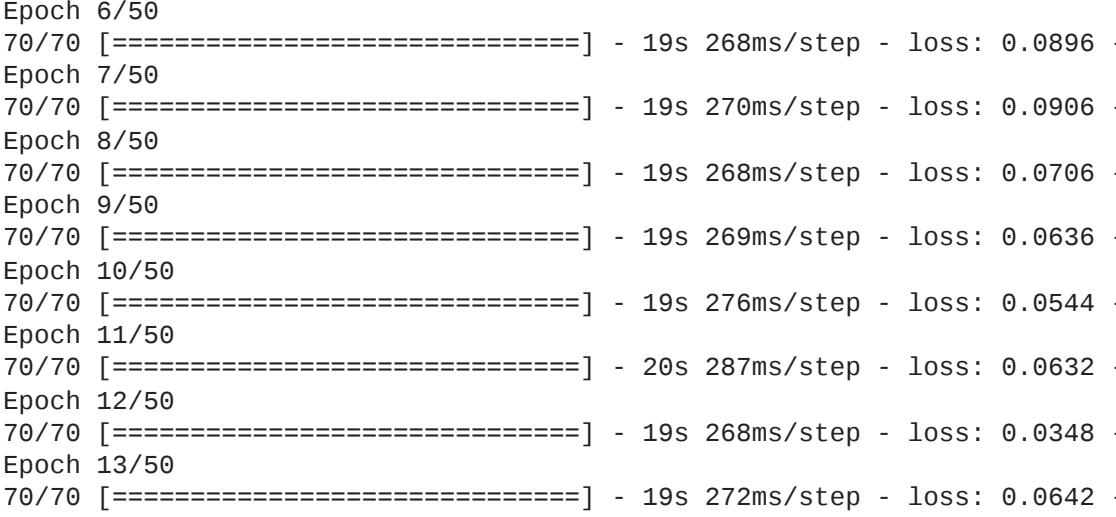 Epoch 6/50
70/70 [==============================] - 19s 268ms/step - loss: 0.0896 -
Epoch 7/50
70/70 [==============================] - 19s 270ms/step - loss: 0.0906 -
Epoch 8/50
70/70 [==============================] - 19s 268ms/step - loss: 0.0706 -
Epoch 9/50
70/70 [==============================] - 19s 269ms/step - loss: 0.0636 -
Epoch 10/50
70/70 [==============================] - 19s 276ms/step - loss: 0.0544 -
Epoch 11/50
70/70 [==============================] - 20s 287ms/step - loss: 0.0632 -
Epoch 12/50
70/70 [==============================] - 19s 268ms/step - loss: 0.0348 -
Epoch 13/50
70/70 [==============================] - 19s 272ms/step - loss: 0.0642 -